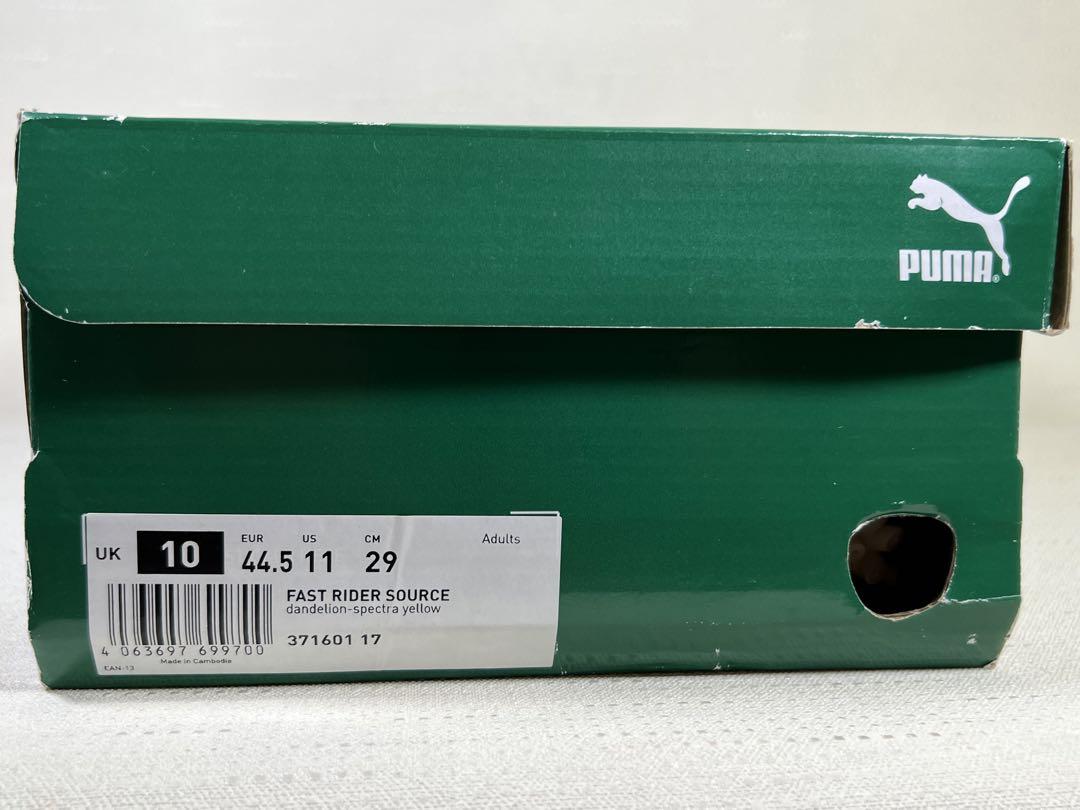 PUMA®
UK 10
EUR US CM Adults
44.5 11 29
FAST RIDER SOURCE
dandelion-spectra yellow
371601 17
4 063697 699700
Made in Cambodia
EAN-13